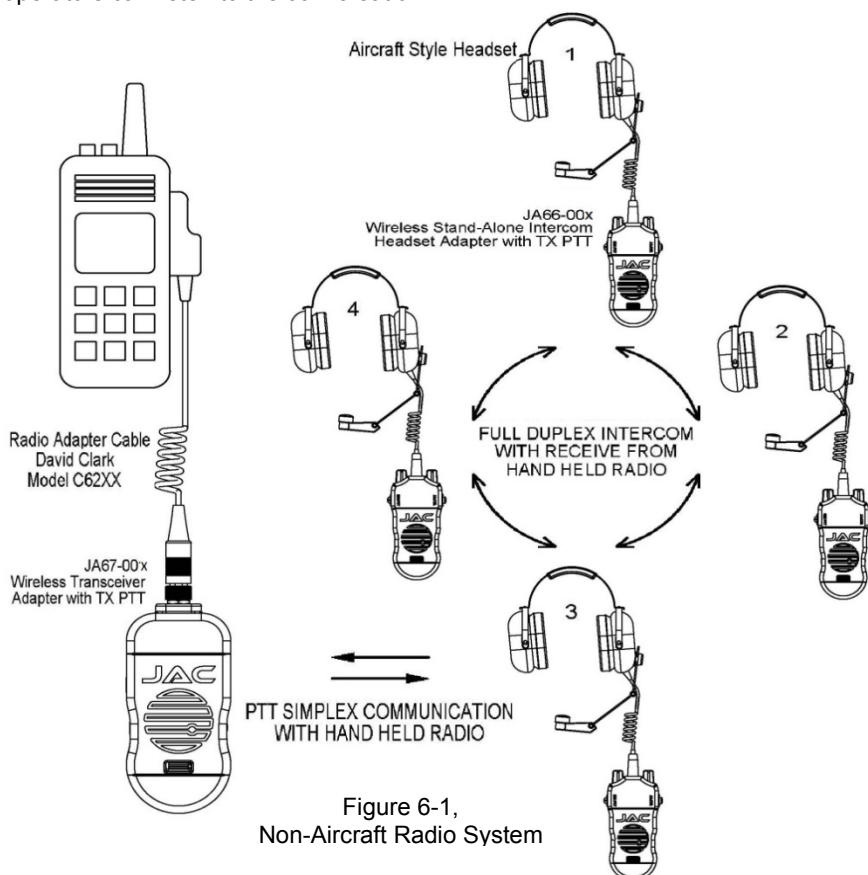 Aircraft Style Headset
1
JA66-00x
Wireless Stand-Alone Intercom
Headset Adapter with TX PTT
JAC
4
2
FULL DUPLEX INTERCOM
WITH RECEIVE FROM
HAND HELD RADIO
Radio Adapter Cable
David Clark
Model C62XX
JAC
JAC
JA67-00x
Wireless Transceiver
Adapter with TX PTT
3
JAC
PTT SIMPLEX COMMUNICATION
WITH HAND HELD RADIO
JAC
Figure 6-1,
Non-Aircraft Radio System